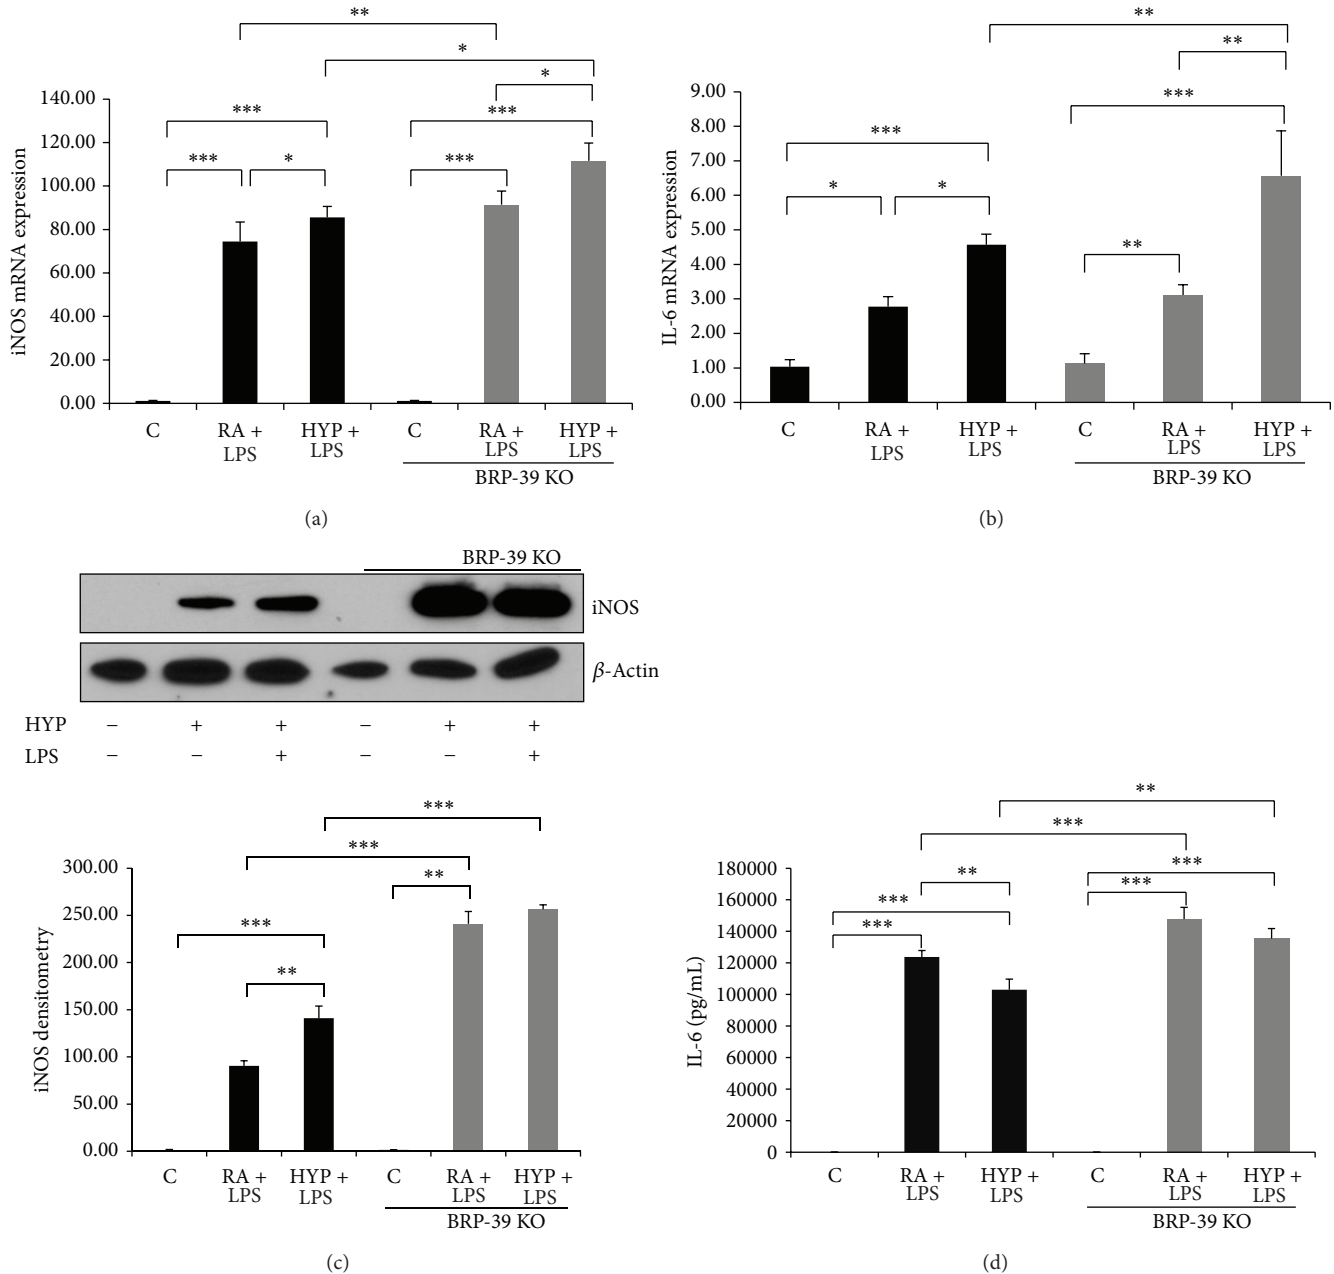 **
*
*
***
***
***
*
***
140.00
120.00
100.00
80.00
60.00
40.00
20.00
0.00
iNOS mRNA expression
C
RA + LPS
HYP + LPS
C
RA + LPS
HYP + LPS
BRP-39 KO
(a)
**
**
***
***
*
*
**
9.00
8.00
7.00
6.00
5.00
4.00
3.00
2.00
1.00
0.00
IL-6 mRNA expression
C
RA + LPS
HYP + LPS
C
RA + LPS
HYP + LPS
BRP-39 KO
(b)
BRP-39 KO
iNOS
β-Actin
HYP − + + − + +
LPS − − + − − +
***
***
**
***
**
300.00
250.00
200.00
150.00
100.00
50.00
0.00
iNOS densitometry
C
RA + LPS
HYP + LPS
C
RA + LPS
HYP + LPS
BRP-39 KO
(c)
**
***
***
**
***
***
***
180000
160000
140000
120000
100000
80000
60000
40000
20000
0
IL-6 (pg/mL)
C
RA + LPS
HYP + LPS
C
RA + LPS
HYP + LPS
BRP-39 KO
(d)